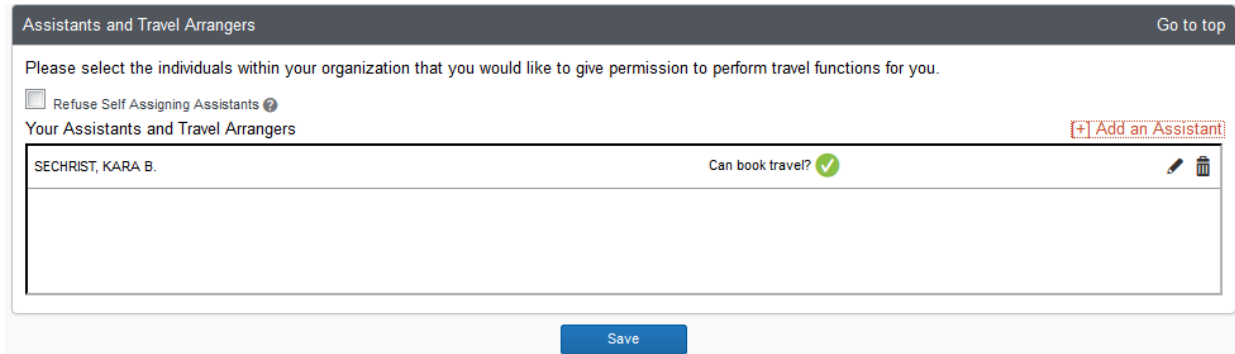 Assistants and Travel Arrangers Go to top
Please select the individuals within your organization that you would like to give permission to perform travel functions for you.
Refuse Self Assigning Assistants ?
Your Assistants and Travel Arrangers [+] Add an Assistant
SECHRIST, KARA B. Can book travel?
Save